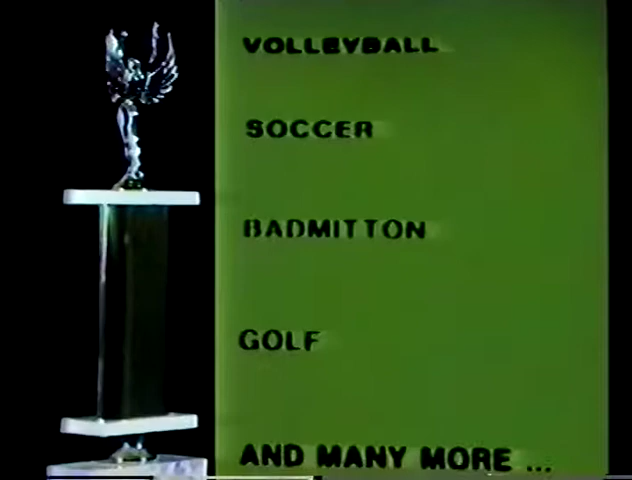 VOLLEYBALL
SOCCER
BADMITTON
GOLF
AND MANY MORE ...